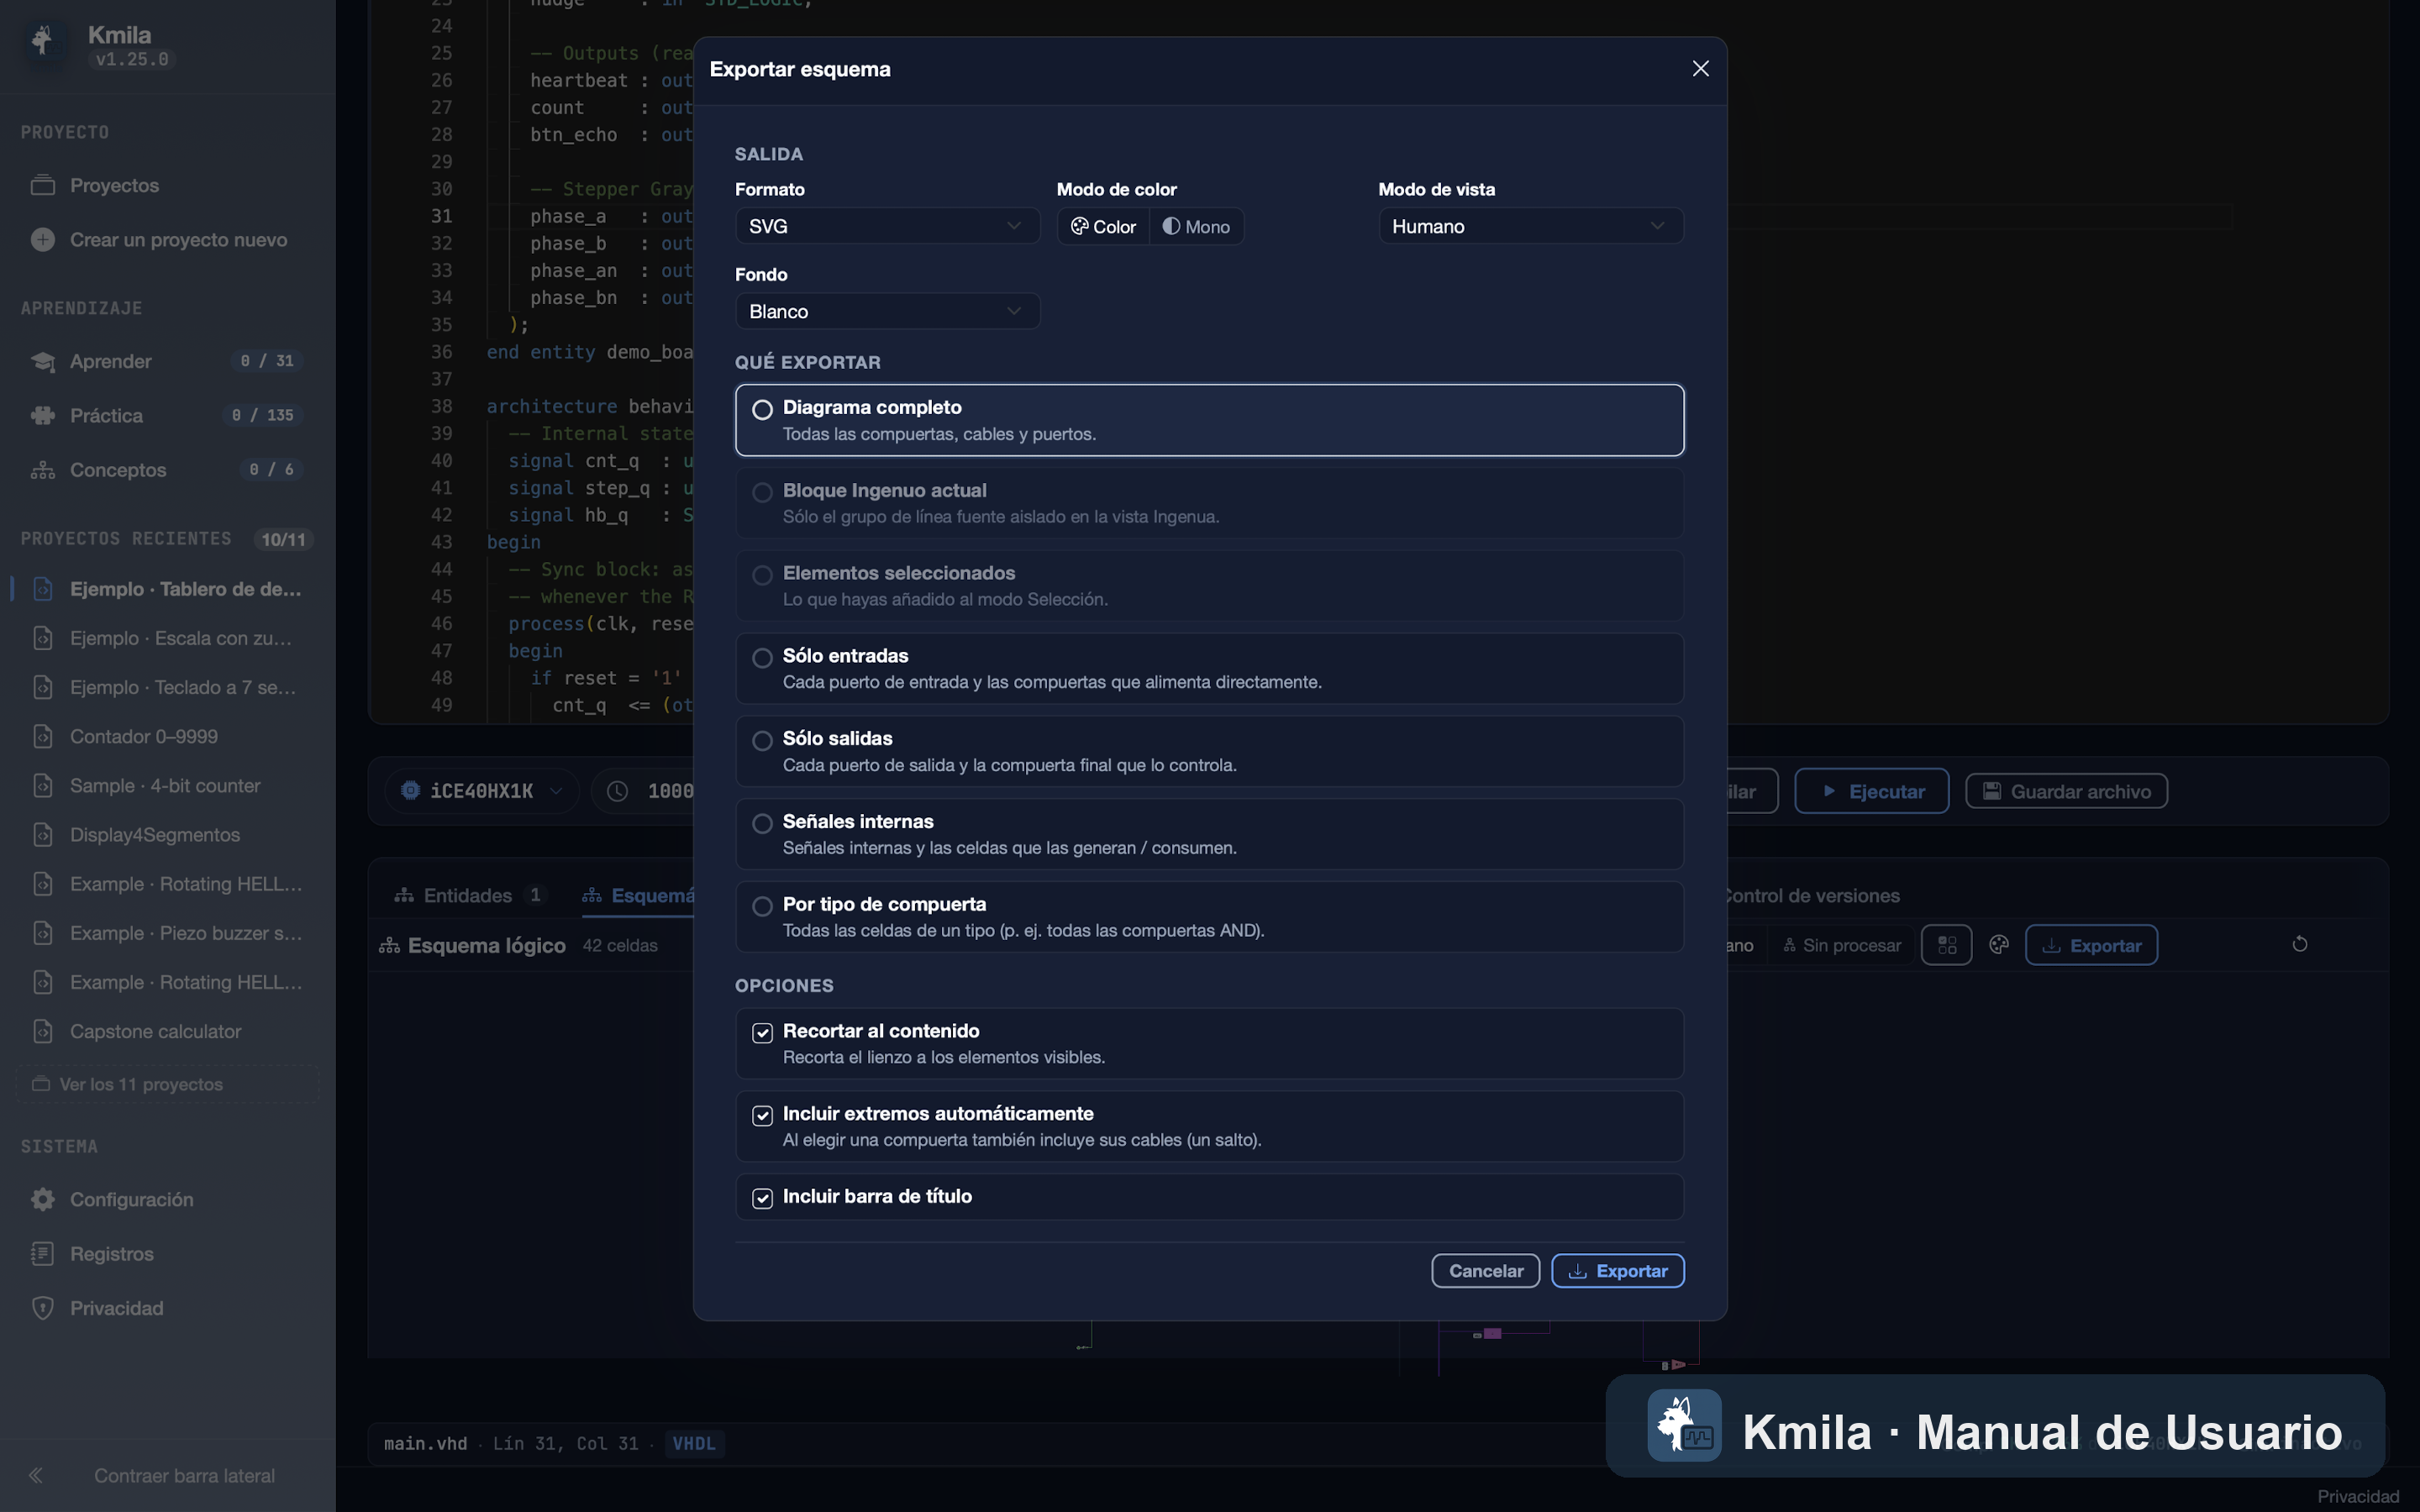 Kmila
v1.25.0
PROYECTO
Proyectos
Crear un proyecto nuevo
APRENDIZAJE
Aprender 0 / 31
Práctica 0 / 135
Conceptos 0 / 6
PROYECTOS RECIENTES 10/11
Ejemplo · Tablero de de...
Ejemplo · Escala con zu...
Ejemplo · Teclado a 7 se...
Contador 0–9999
Sample · 4-bit counter
Display4Segmentos
Example · Rotating HELL...
Example · Piezo buzzer s...
Example · Rotating HELL...
Capstone calculator
Ver los 11 proyectos
SISTEMA
Configuración
Registros
Privacidad
Contraer barra lateral
24
25 -- Outputs (rea
26 heartbeat : out
27 count : out
28 btn_echo : out
29
30 -- Stepper Gray
31 phase_a : out
32 phase_b : out
33 phase_an : out
34 phase_bn : out
35 );
36 end entity demo_boa
37
38 architecture behavi
39 -- Internal state
40 signal cnt_q : u
41 signal step_q : u
42 signal hb_q : S
43 begin
44 -- Sync block: as
45 -- whenever the R
46 process(clk, rese
47 begin
48 if reset = '1'
49 cnt_q <= (ot
iCE40HX1K
1000
ilar
Ejecutar
Guardar archivo
Entidades 1
Esquemá
Control de versiones
Esquema lógico 42 celdas
ano
Sin procesar
Exportar
main.vhd · Lín 31, Col 31 · VHDL
Exportar esquema
SALIDA
Formato
SVG
Modo de color
Color
Mono
Modo de vista
Humano
Fondo
Blanco
QUÉ EXPORTAR
Diagrama completo
Todas las compuertas, cables y puertos.
Bloque Ingenuo actual
Sólo el grupo de línea fuente aislado en la vista Ingenua.
Elementos seleccionados
Lo que hayas añadido al modo Selección.
Sólo entradas
Cada puerto de entrada y las compuertas que alimenta directamente.
Sólo salidas
Cada puerto de salida y la compuerta final que lo controla.
Señales internas
Señales internas y las celdas que las generan / consumen.
Por tipo de compuerta
Todas las celdas de un tipo (p. ej. todas las compuertas AND).
OPCIONES
Recortar al contenido
Recorta el lienzo a los elementos visibles.
Incluir extremos automáticamente
Al elegir una compuerta también incluye sus cables (un salto).
Incluir barra de título
Cancelar
Exportar
Kmila · Manual de Usuario
Privacidad